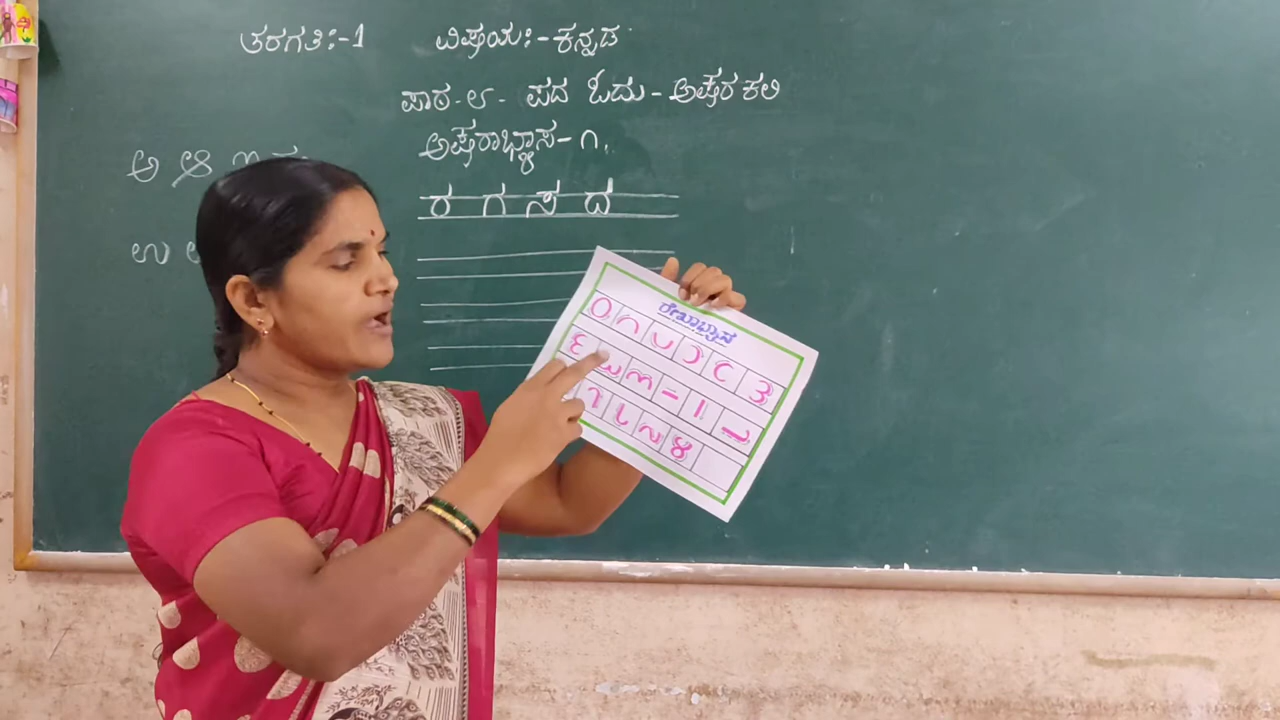 ತರಗತಿ:-1 ವಿಷಯ:-ಕನ್ನಡ
ಪಾಠ-೮- ಪದ ಓದು-ಅಕ್ಷರ ಕಲಿ
ಅಕ್ಷರಾಭ್ಯಾಸ-೧.
ಅ ಆ ಇ
ರ ಗ ಸ ದ
ಉ
ರೇಖಾಭ್ಯಾಸ